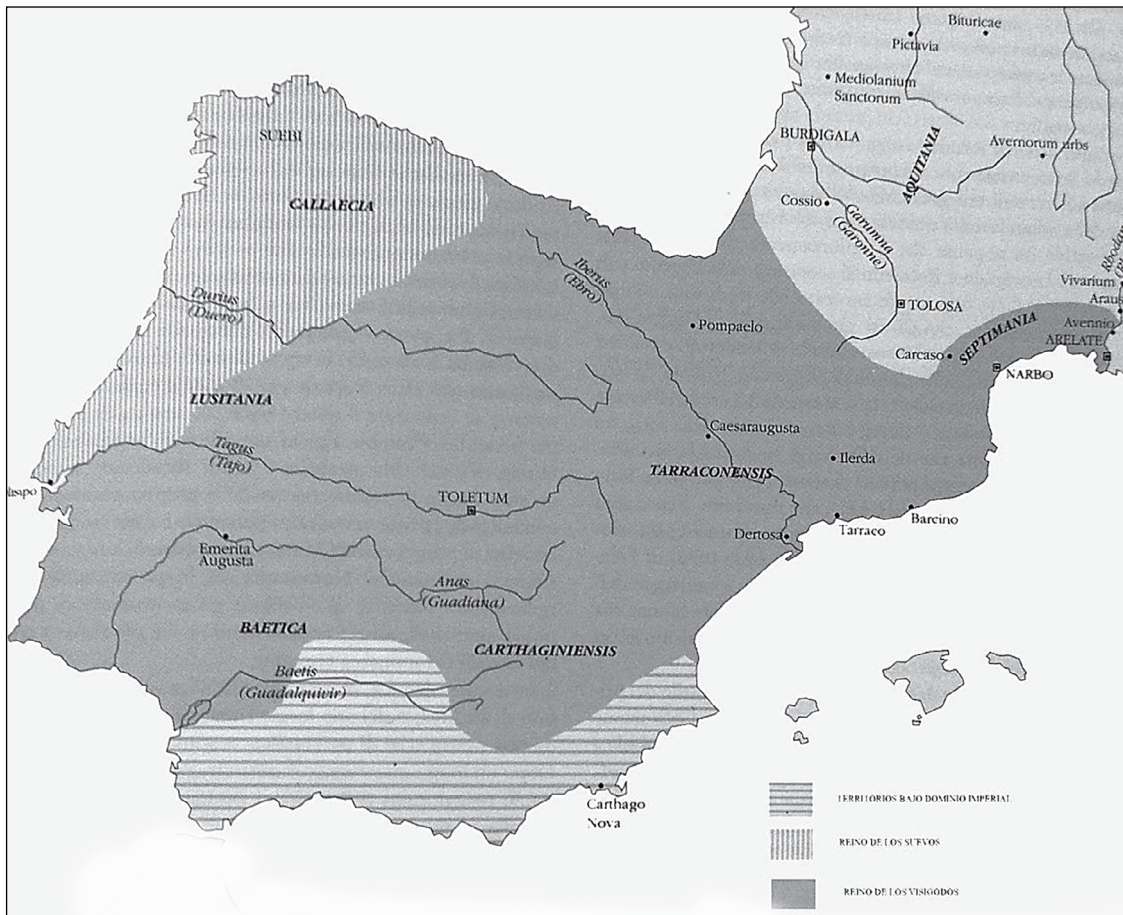 Bituricae
Pictavia
Mediolanium
Sanctorum
BURDIGALA
AQUITANIA
Avernorum urbs
SUEBI
CALLAECIA
Cossio
Garumna
(Garonne)
Iberus
(Ebro)
Vivarium
Araus
Durius
(Duero)
TOLOSA
Pompaelo
Avennio
ARELATE
SEPTIMANIA
Carcaso
NARBO
LUSITANIA
Caesaraugusta
Tagus
(Tajo)
Ilerda
TARRACONENSIS
TOLETUM
Barcino
Tarraco
Dertosa
Emerita
Augusta
Anas
(Guadiana)
BAETICA
CARTHAGINIENSIS
Baetis
(Guadalquivir)
Carthago
Nova
TERRITORIOS BAJO DOMINIO IMPERIAL
REINO DE LOS SUEVOS
REINO DE LOS VISIGODOS